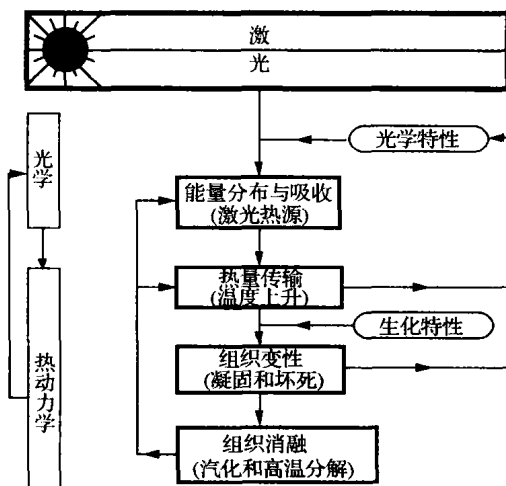 激
光
光学特性
光学
能量分布与吸收
(激光热源)
热量传输
(温度上升)
生化特性
热动力学
组织变性
(凝固和坏死)
组织消融
(汽化和高温分解)